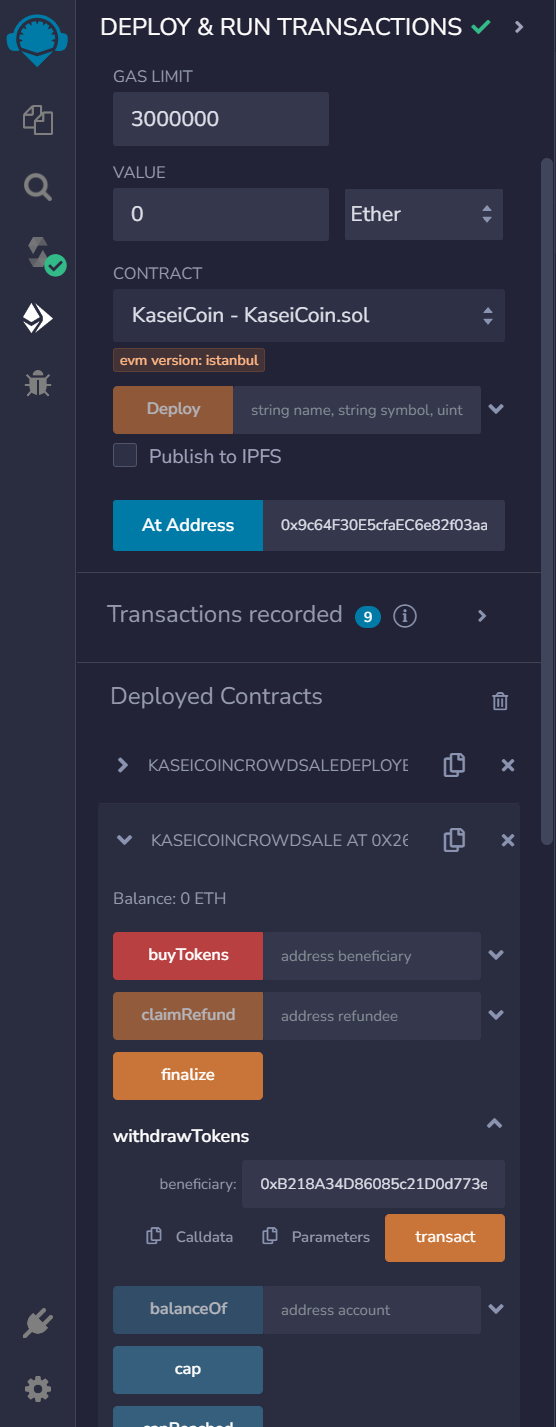 DEPLOY & RUN TRANSACTIONS
GAS LIMIT
3000000
VALUE
0 Ether
CONTRACT
KaseiCoin - KaseiCoin.sol
evm version: istanbul
Deploy string name, string symbol, uint
Publish to IPFS
At Address 0x9c64F30E5cfaEC6e82f03aa
Transactions recorded 9 i
Deployed Contracts
KASEICOINCROWDSALEDEPLOYE
KASEICOINCROWDSALE AT 0X26
Balance: 0 ETH
buyTokens address beneficiary
claimRefund address refundee
finalize
withdrawTokens
beneficiary: 0xB218A34D86085c21D0d773e
Calldata Parameters transact
balanceOf address account
cap
capReached